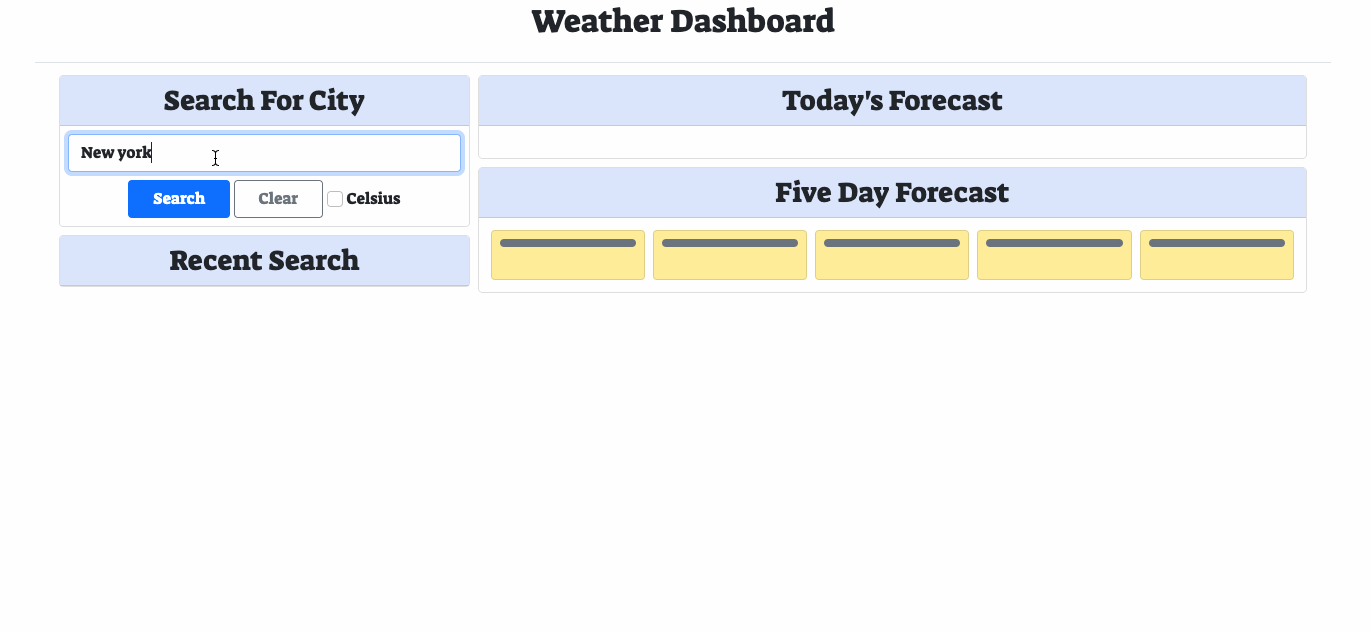 Weather Dashboard
Search For City
New york
Search Clear Celsius
Recent Search
Today's Forecast
Five Day Forecast